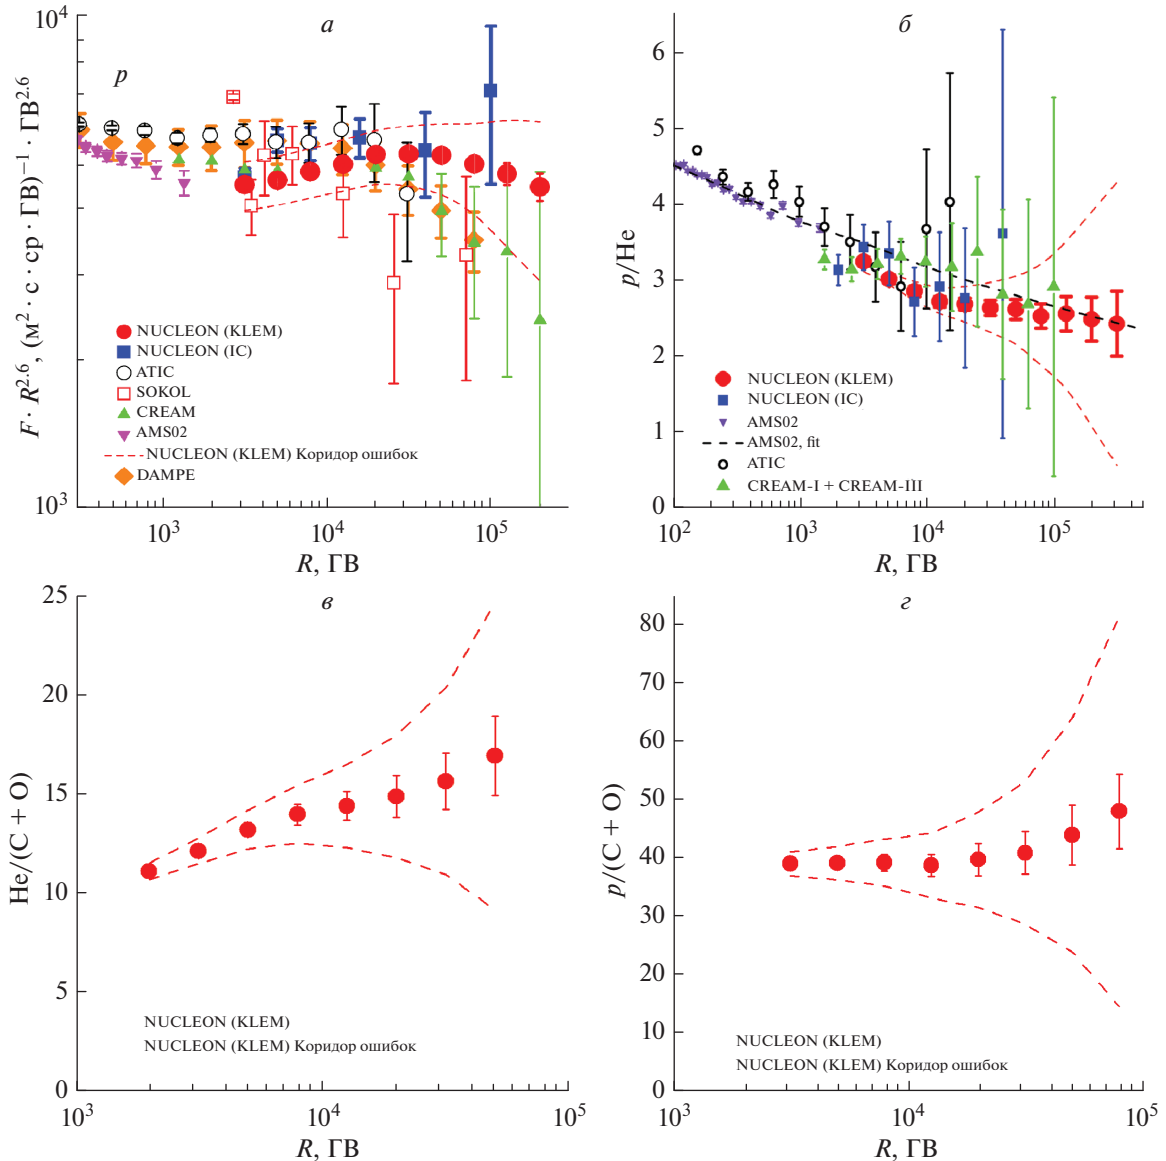 а
10⁴
p
F · R²·⁶, (м² · с · ср · ГВ)⁻¹ · ГВ²·⁶
NUCLEON (KLEM)
NUCLEON (IC)
ATIC
SOKOL
CREAM
AMS02
NUCLEON (KLEM) Коридор ошибок
DAMPE
10³
10³ 10⁴ 10⁵
R, ГВ
б
6
5
4
3
2
1
0
p/He
NUCLEON (KLEM)
NUCLEON (IC)
AMS02
AMS02, fit
ATIC
CREAM-I + CREAM-III
10² 10³ 10⁴ 10⁵
R, ГВ
в
25
20
15
10
5
0
He/(C + O)
NUCLEON (KLEM)
NUCLEON (KLEM) Коридор ошибок
10³ 10⁴ 10⁵
R, ГВ
г
80
70
60
50
40
30
20
10
0
p/(C + O)
NUCLEON (KLEM)
NUCLEON (KLEM) Коридор ошибок
10³ 10⁴ 10⁵
R, ГВ